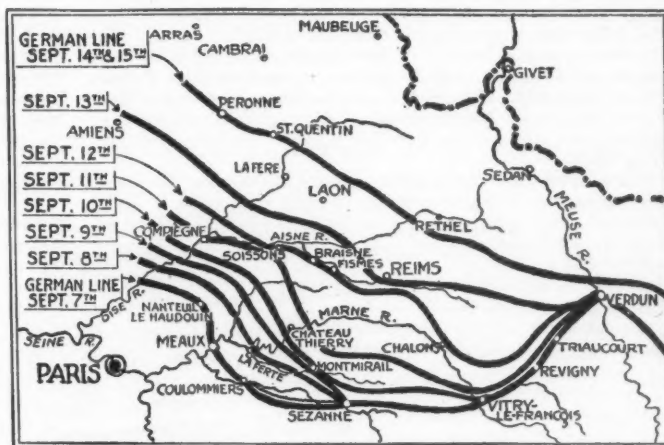 GERMAN LINE
SEPT. 14TH & 15TH
ARRAS
CAMBRAI
MAUBEUGE
GIVET
SEPT. 13TH
PERONNE
AMIENS
ST. QUENTIN
SEPT. 12TH
LA FERE
LAON
SEDAN
MEUSE R.
SEPT. 11TH
SEPT. 10TH
COMPIEGNE
RETHEL
AISNE R.
SEPT. 9TH
SOISSONS
BRAISNE
FISMES
REIMS
SEPT. 8TH
VERDUN
GERMAN LINE
SEPT. 7TH
OISE R.
NANTEUIL
LE HAUDOUIN
MARNE R.
SEINE R.
MEAUX
CHATEAU
THIERRY
CHALONS
TRIAUCOURT
LA FERTE
MONTMIRAIL
REVIGNY
PARIS
COULOMMIERS
SEZANNE
VITRY-
LE-FRANCOIS